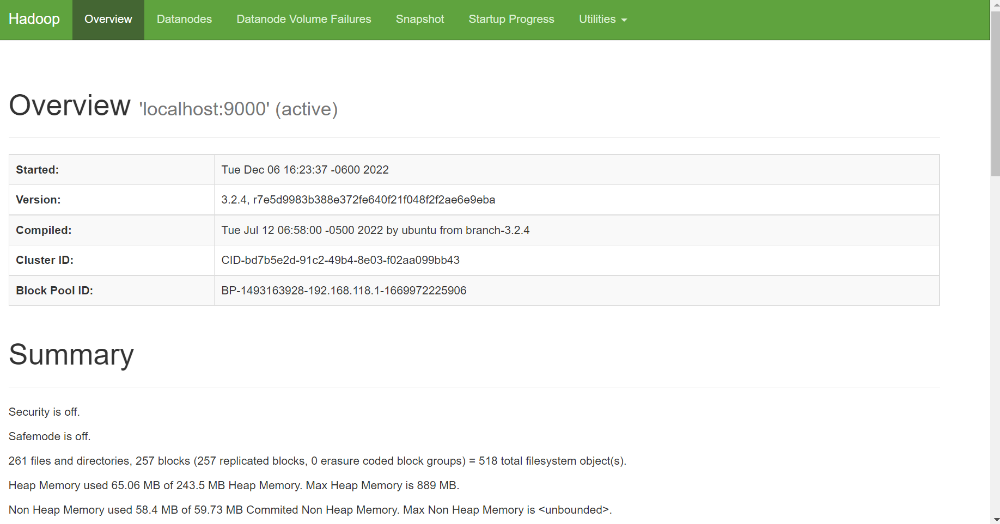 Hadoop Overview Datanodes Datanode Volume Failures Snapshot Startup Progress Utilities
Overview 'localhost:9000' (active)
Started: Tue Dec 06 16:23:37 -0600 2022
Version: 3.2.4, r7e5d9983b388e372fe640f21f048f2f2ae6e9eba
Compiled: Tue Jul 12 06:58:00 -0500 2022 by ubuntu from branch-3.2.4
Cluster ID: CID-bd7b5e2d-91c2-49b4-8e03-f02aa099bb43
Block Pool ID: BP-1493163928-192.168.118.1-1669972225906
Summary
Security is off.
Safemode is off.
261 files and directories, 257 blocks (257 replicated blocks, 0 erasure coded block groups) = 518 total filesystem object(s).
Heap Memory used 65.06 MB of 243.5 MB Heap Memory. Max Heap Memory is 889 MB.
Non Heap Memory used 58.4 MB of 59.73 MB Commited Non Heap Memory. Max Non Heap Memory is <unbounded>.